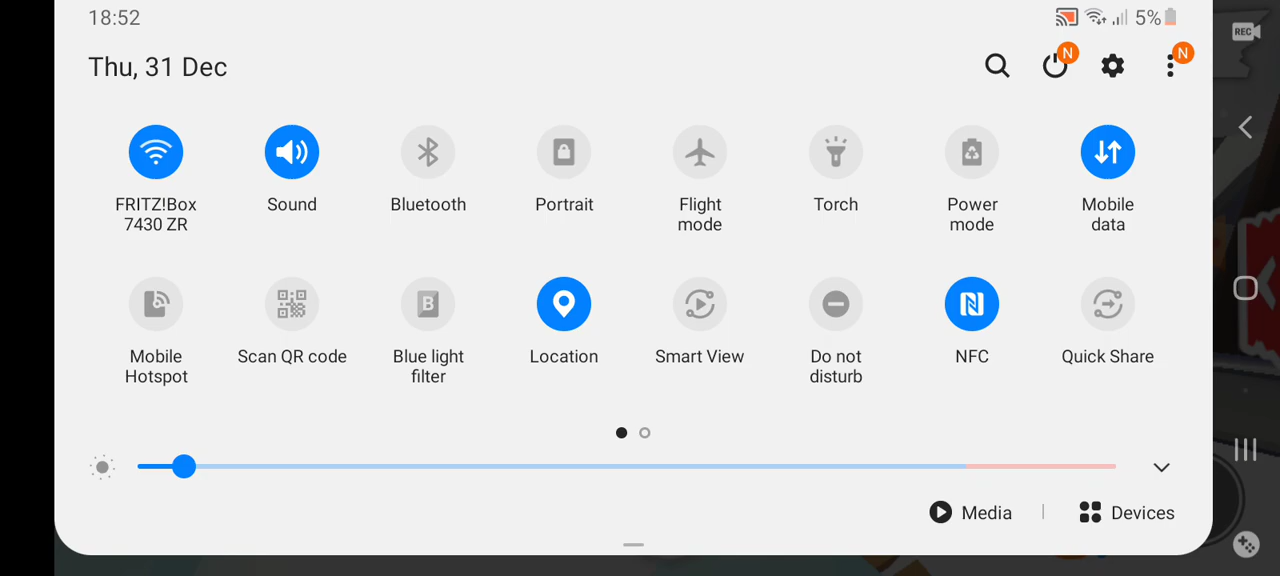 18:52
5%
Thu, 31 Dec
N
N
REC
FRITZ!Box
7430 ZR
Sound
Bluetooth
Portrait
Flight
mode
Torch
Power
mode
Mobile
data
Mobile
Hotspot
Scan QR code
B
Blue light
filter
Location
Smart View
Do not
disturb
N
NFC
Quick Share
Media
Devices